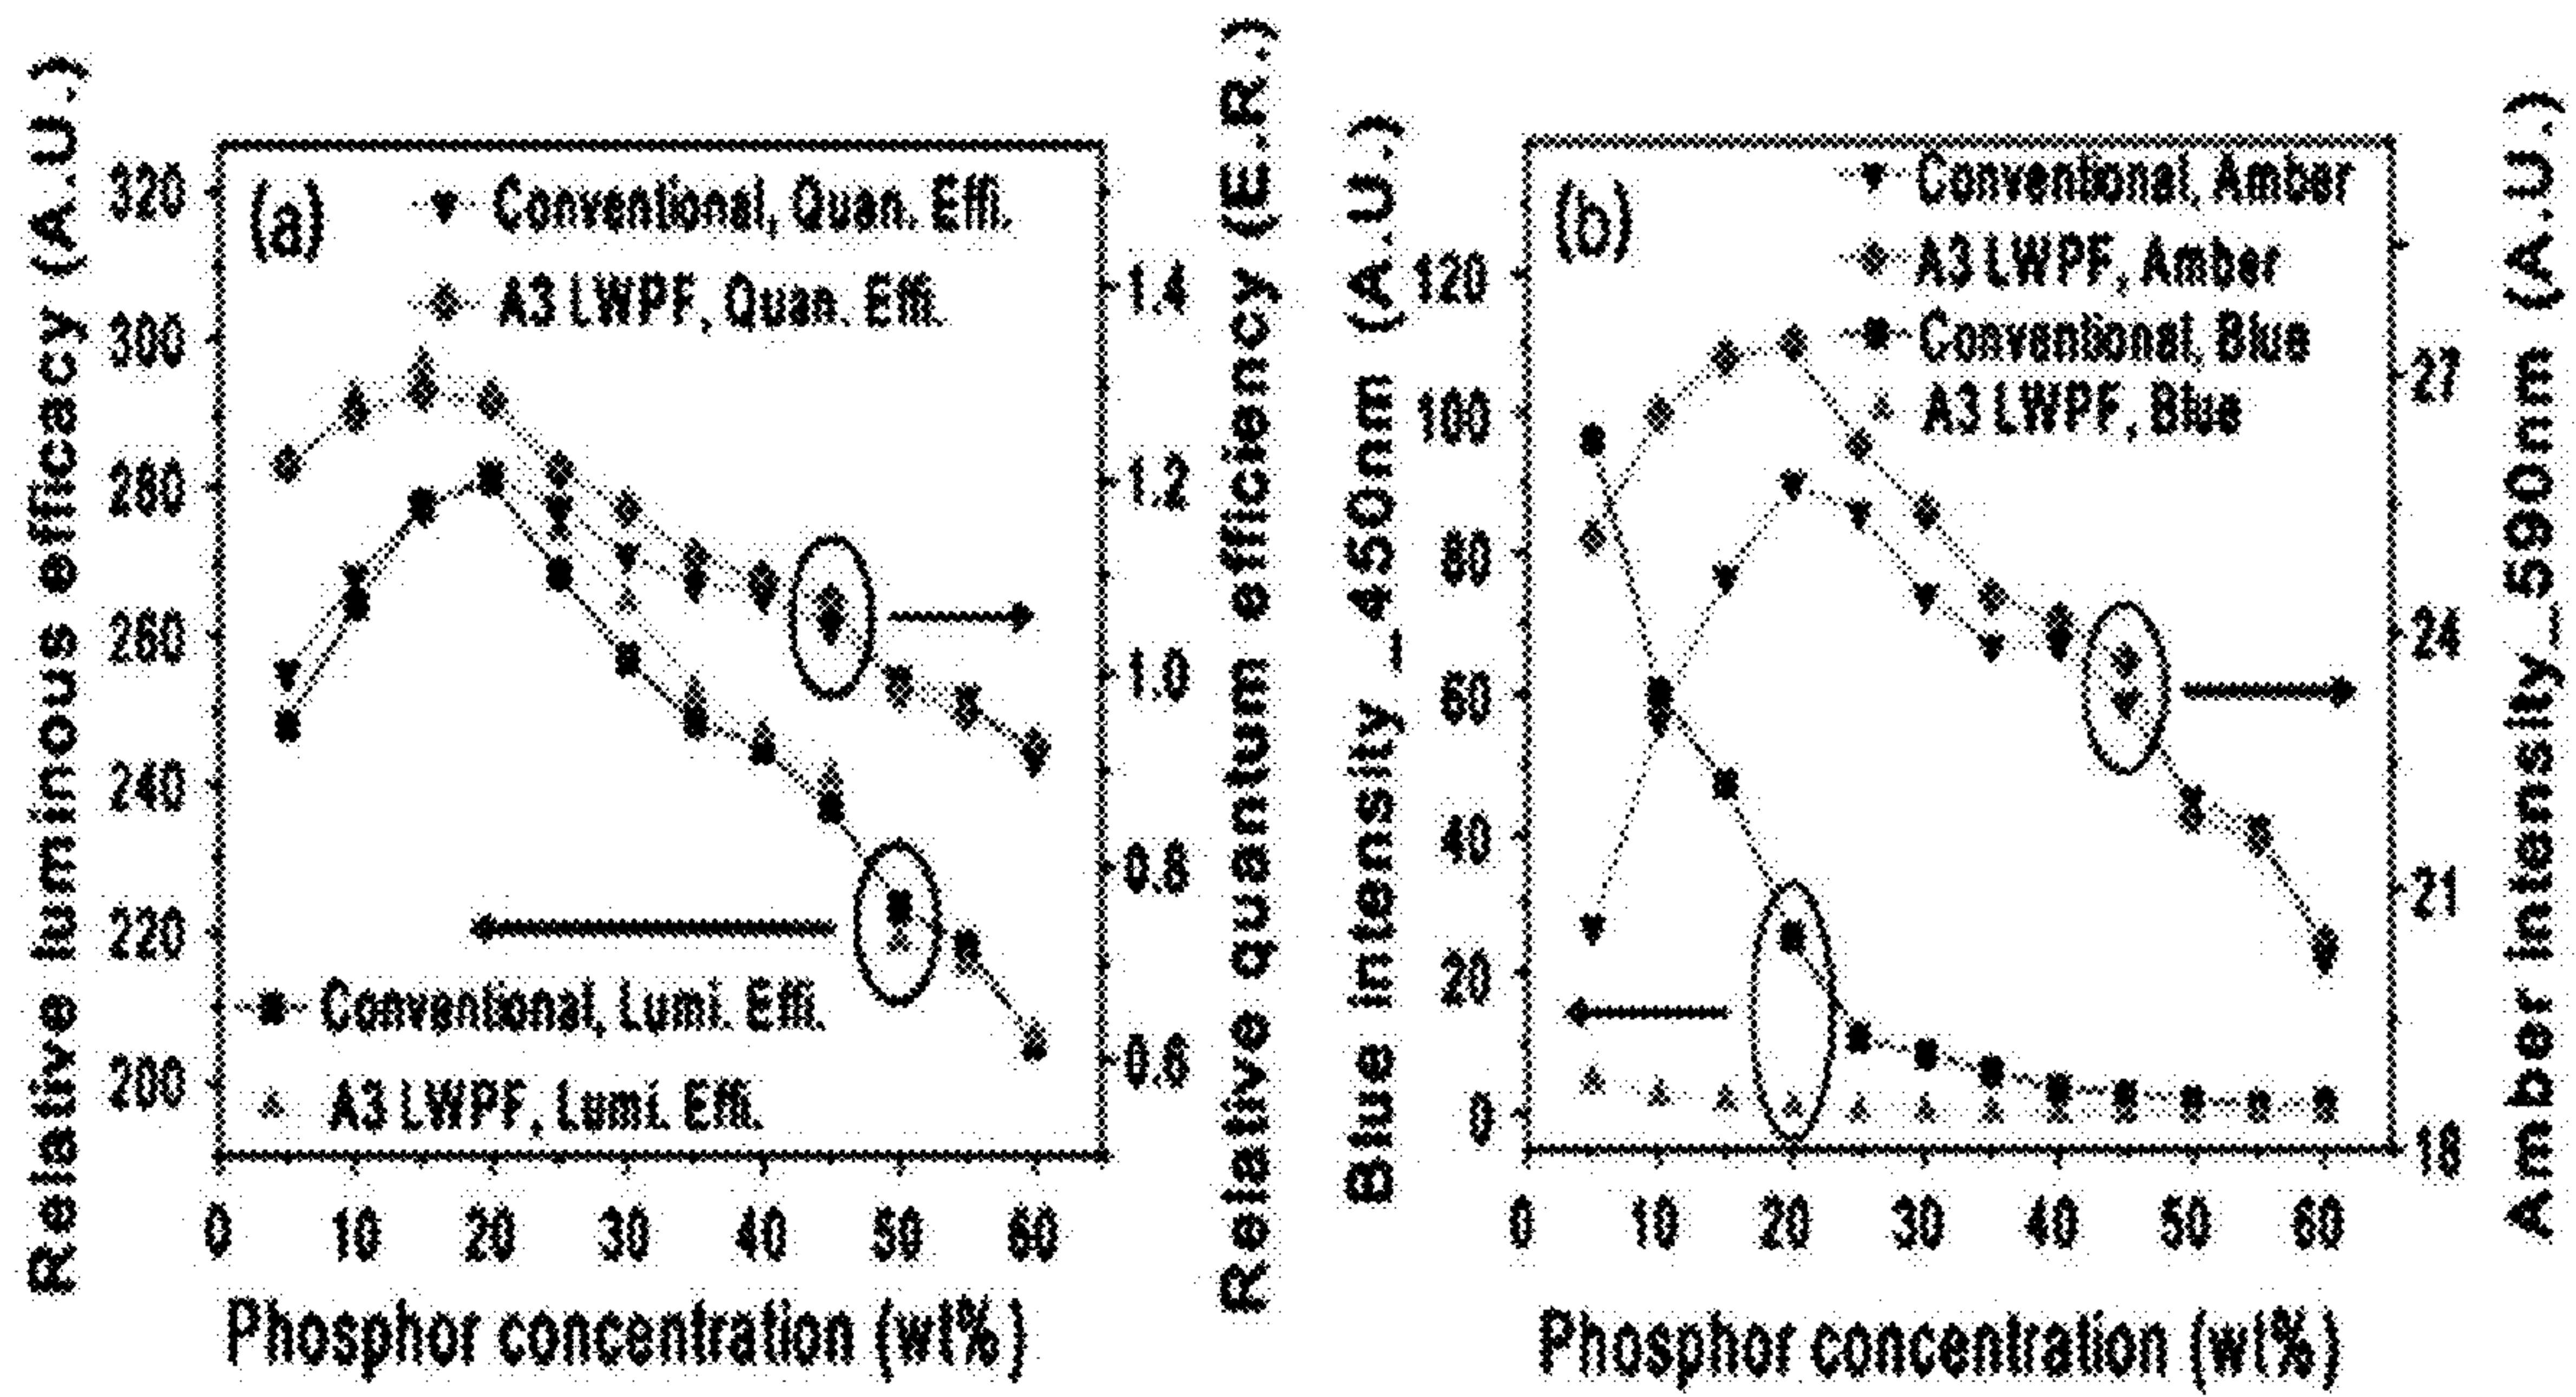 Relative luminous efficacy (A.U.)
320
300
280
260
240
220
200
(a)
Conventional, Quan. Effi.
A3 LWPF, Quan. Effi.
Conventional, Lumi. Effi.
A3 LWPF, Lumi. Effi.
1.4
1.2
1.0
0.8
0.6
Relative quantum efficiency (E.R.)
0 10 20 30 40 50 60
Phosphor concentration (wt%)
Blue intensity_450nm (A.U.)
120
100
80
60
40
20
0
(b)
Conventional, Amber
A3 LWPF, Amber
Conventional, Blue
A3 LWPF, Blue
27
24
21
18
Amber intensity_590nm (A.U.)
0 10 20 30 40 50 60
Phosphor concentration (wt%)